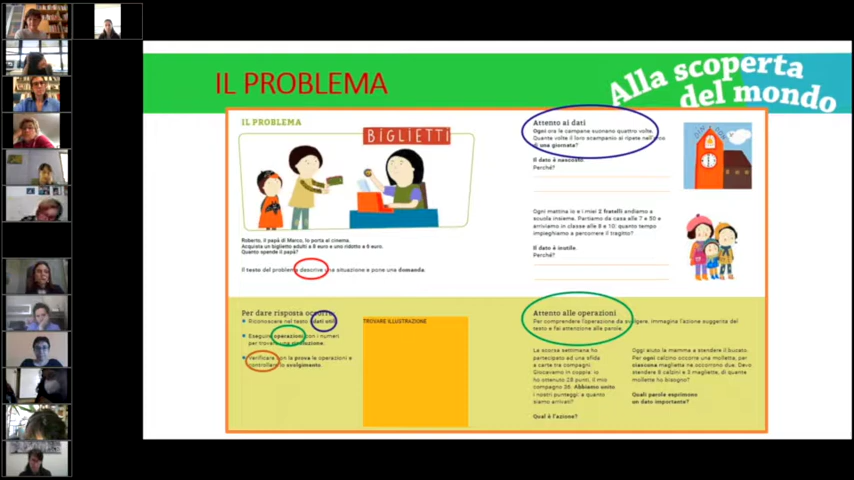 IL PROBLEMA
Alla scoperta
del mondo
IL PROBLEMA
BIGLIETTI
Roberto, il papà di Marco, lo porta al cinema.
Acquista un biglietto adulti a 8 euro e uno ridotto a 6 euro.
Quanto spende il papà?
Il testo del problema descrive una situazione e pone una domanda.
Attento ai dati
Ogni ora le campane suonano quattro volte.
Quante volte il loro scampanio si ripete nell'arco
di una giornata?
Il dato è nascosto
Perché?
Ogni mattina io e i miei 2 fratelli andiamo a
scuola insieme. Partiamo da casa alle 7 e 50 e
arriviamo in classe alle 8 e 10: quanto tempo
impieghiamo a percorrere il tragitto?
Il dato è inutile.
Perché?
Per dare risposta occorre
Riconoscere nel testo i dati utili
Eseguire operazioni con i numeri
per trovare una soluzione.
Verificare con la prova le operazioni e
controllare lo svolgimento.
TROVARE ILLUSTRAZIONE
Attento alle operazioni
Per comprendere l'operazione da svolgere, immagina l'azione suggerita dal
testo e fai attenzione alle parole.
La scorsa settimana ho
partecipato ad una sfida
a carte tra compagni.
Giocavamo in coppia: io
ho ottenuto 28 punti, il mio
compagno 36. Abbiamo unito
i nostri punteggi: a quanto
siamo arrivati?
Qual è l'azione?
Oggi aiuto la mamma a stendere il bucato.
Per ogni calzino occorre una molletta, per
ciascuna maglietta ne occorrono due. Devo
stendere 8 calzini e 3 magliette, di quante
mollette ho bisogno?
Quali parole esprimono
un dato importante?